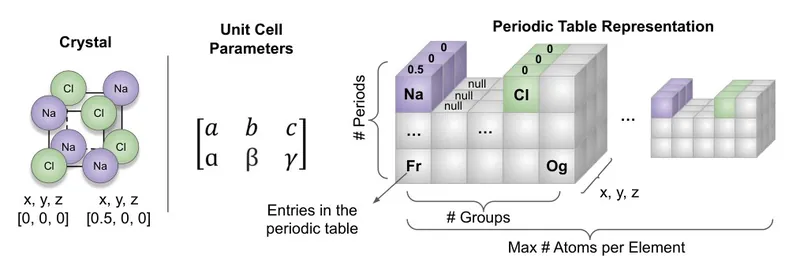 Crystal
Cl
Na
Na
Cl
Na
Cl
Cl
Na
x, y, z
[0, 0, 0]
x, y, z
[0.5, 0, 0]
Unit Cell
Parameters
a b c
α β γ
Periodic Table Representation
# Periods
0.5 0 0
Na
null
null
null
0 0 0
Cl
...
...
Fr
Og
Entries in the
periodic table
# Groups
x, y, z
...
Max # Atoms per Element